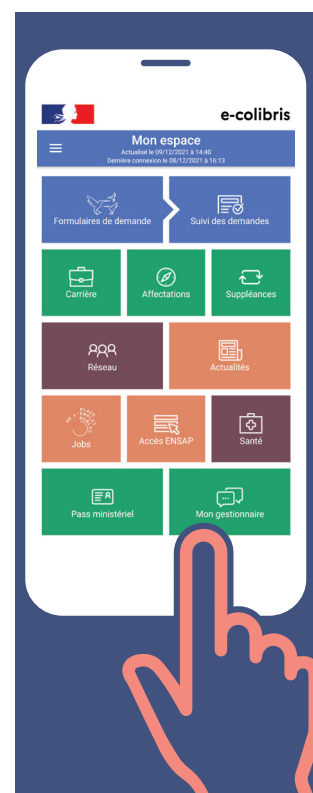 e-colibris
Mon espace
Actualisé le 09/12/2021 à 14:40
Dernière connexion le 08/12/2021 à 16:13
Formulaires de demande
Suivi des demandes
Carrière
Affectations
Suppléances
Réseau
Actualités
Jobs
Accès ENSAP
Santé
Pass ministériel
Mon gestionnaire